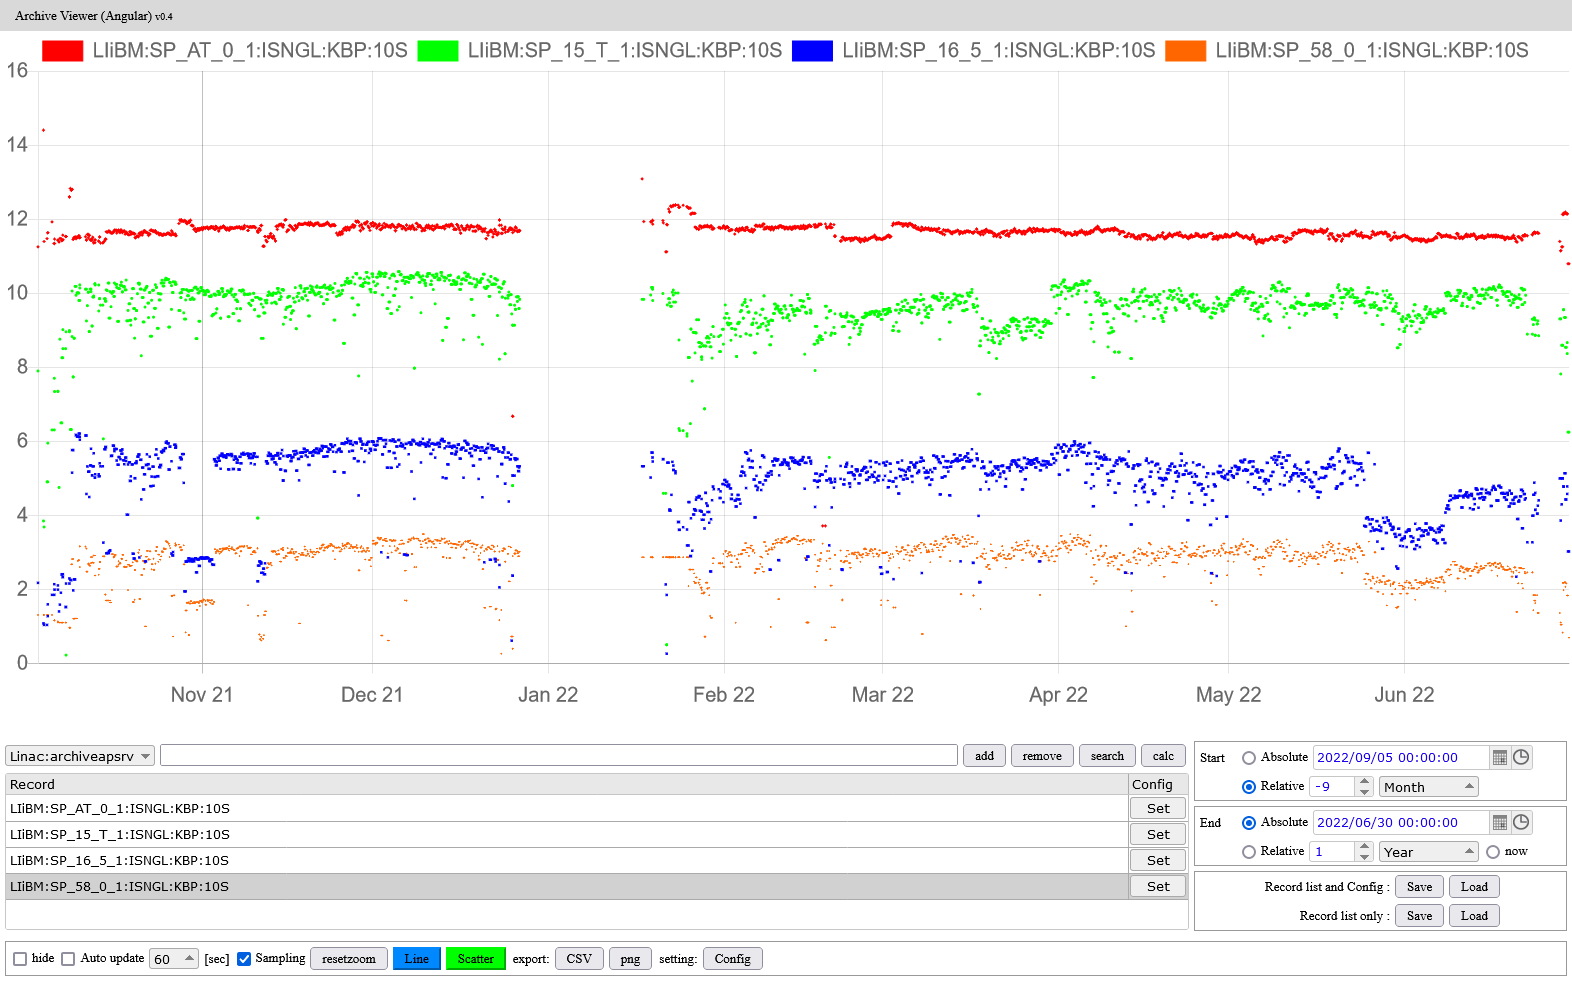 Archive Viewer (Angular) v0.4
LIiBM:SP_AT_0_1:ISNGL:KBP:10S LIiBM:SP_15_T_1:ISNGL:KBP:10S LIiBM:SP_16_5_1:ISNGL:KBP:10S LIiBM:SP_58_0_1:ISNGL:KBP:10S
16
14
12
10
8
6
4
2
0
Nov 21 Dec 21 Jan 22 Feb 22 Mar 22 Apr 22 May 22 Jun 22
Linac:archiveapsrv add remove search calc
Record Config
LIiBM:SP_AT_0_1:ISNGL:KBP:10S Set
LIiBM:SP_15_T_1:ISNGL:KBP:10S Set
LIiBM:SP_16_5_1:ISNGL:KBP:10S Set
LIiBM:SP_58_0_1:ISNGL:KBP:10S Set
Start Absolute 2022/09/05 00:00:00
Relative -9 Month
End Absolute 2022/06/30 00:00:00
Relative 1 Year now
Record list and Config : Save Load
Record list only : Save Load
hide Auto update 60 [sec] Sampling resetzoom Line Scatter export: CSV png setting: Config